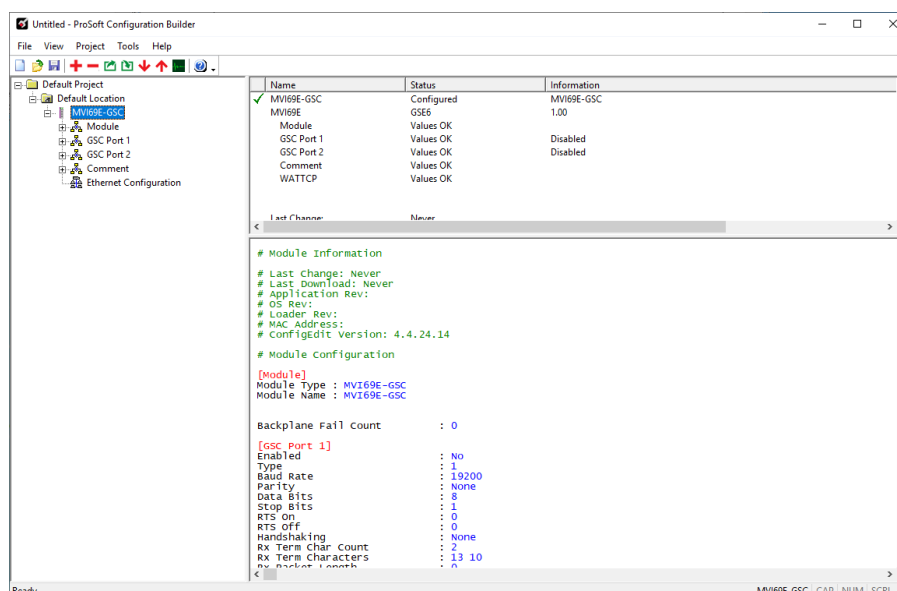 Untitled - ProSoft Configuration Builder
File View Project Tools Help
Default Project
Default Location
MVI69E-GSC
Module
GSC Port 1
GSC Port 2
Comment
Ethernet Configuration
Name Status Information
MVI69E-GSC Configured MVI69E-GSC
MVI69E GSE6 1.00
Module Values OK
GSC Port 1 Values OK Disabled
GSC Port 2 Values OK Disabled
Comment Values OK
WATTCP Values OK
Last Change: Never
# Module Information
# Last Change: Never
# Last Download: Never
# Application Rev:
# OS Rev:
# Loader Rev:
# MAC Address:
# ConfigEdit Version: 4.4.24.14
# Module Configuration
[Module]
Module Type : MVI69E-GSC
Module Name : MVI69E-GSC
Backplane Fail Count : 0
[GSC Port 1]
Enabled : No
Type : 1
Baud Rate : 19200
Parity : None
Data Bits : 8
Stop Bits : 1
RTS On : 0
RTS Off : 0
Handshaking : None
Rx Term Char Count : 2
Rx Term Characters : 13 10
Rx Packet Length : 0
Ready MVI69E-GSC CAP NUM SCRL